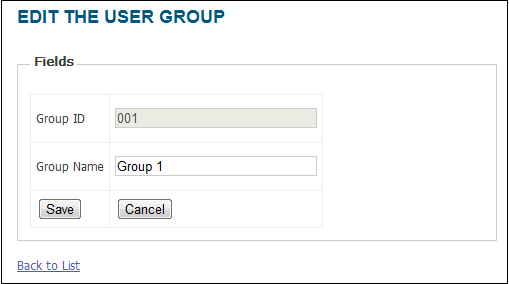 EDIT THE USER GROUP
Fields
Group ID 001
Group Name Group 1
Save Cancel
Back to List